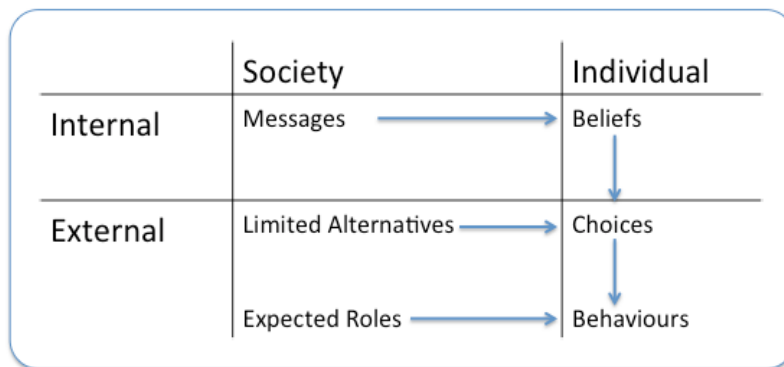 Society Individual
Internal Messages Beliefs
External Limited Alternatives Choices
Expected Roles Behaviours